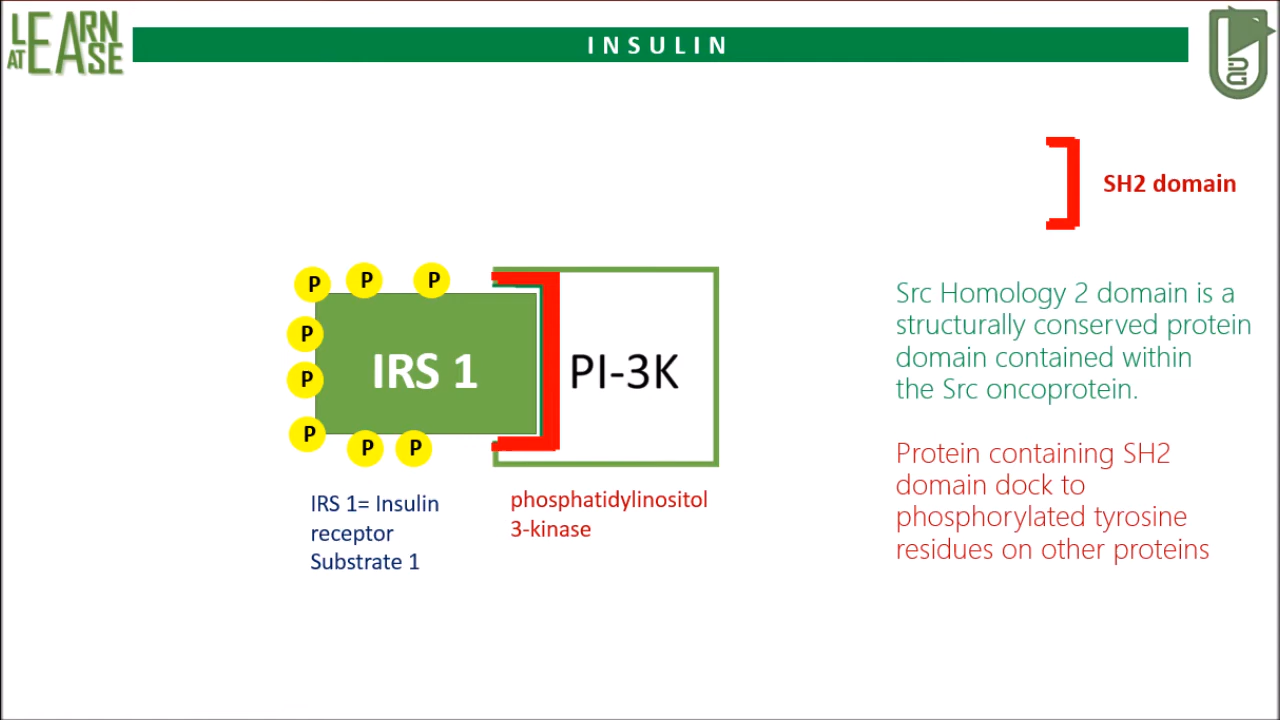 LEARN
AT EASE
INSULIN
SH2 domain
P
P
P
P
P
P
P
P
IRS 1
PI-3K
Src Homology 2 domain is a
structurally conserved protein
domain contained within
the Src oncoprotein.
Protein containing SH2
domain dock to
phosphorylated tyrosine
residues on other proteins
IRS 1= Insulin
receptor
Substrate 1
phosphatidylinositol
3-kinase